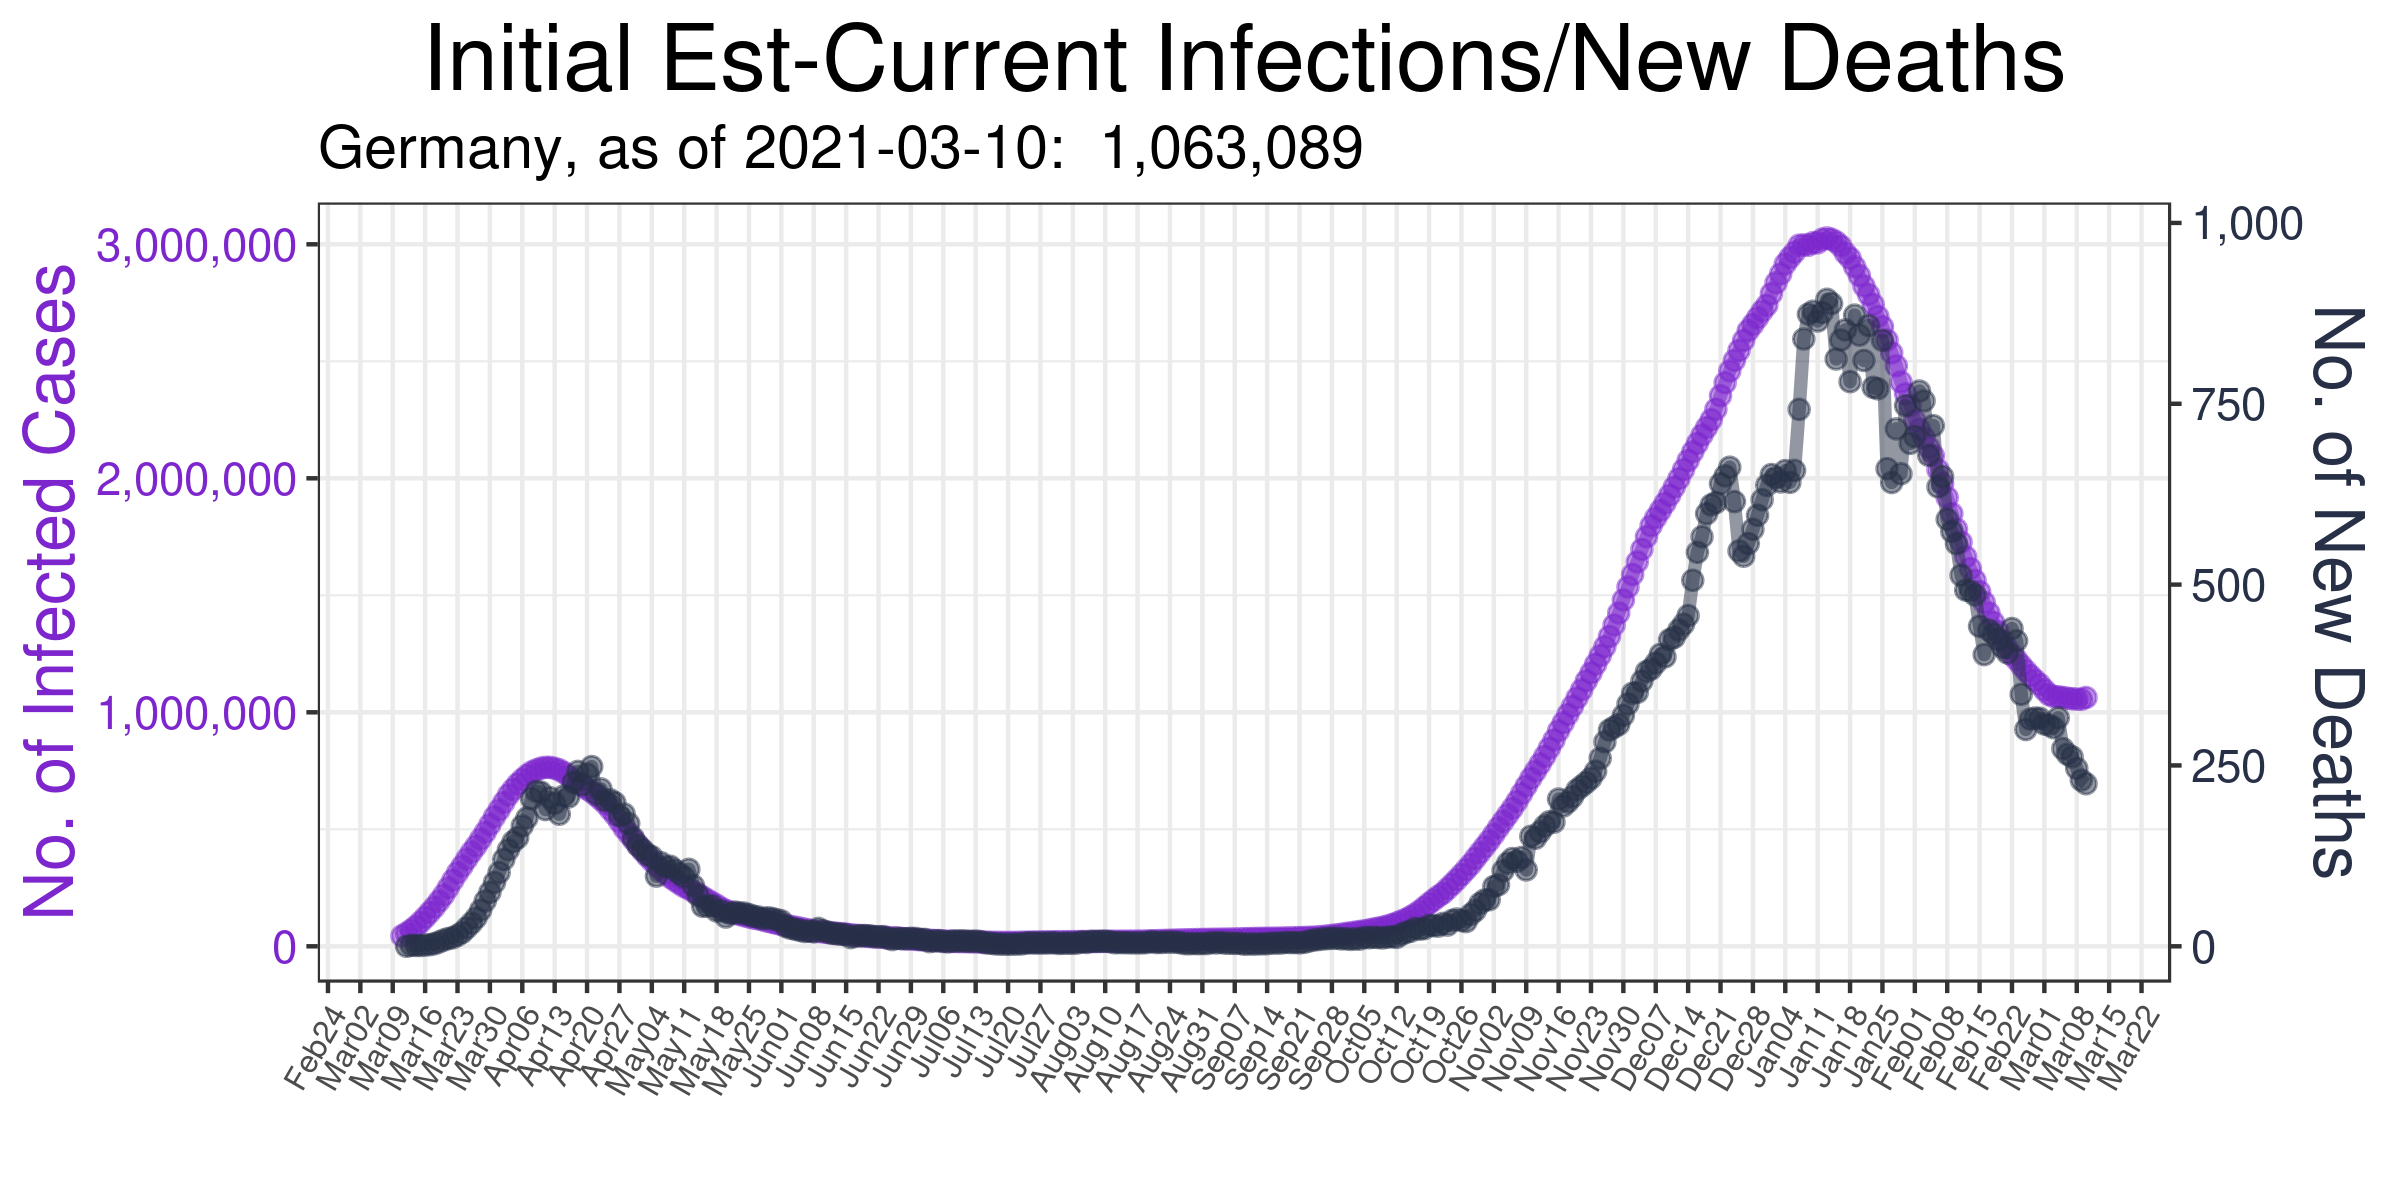 Initial Est-Current Infections/New Deaths
Germany, as of 2021-03-10:  1,063,089
No. of Infected Cases
3,000,000
2,000,000
1,000,000
0
1,000
750
500
250
0
No. of New Deaths
Feb24
Mar02
Mar09
Mar16
Mar23
Mar30
Apr06
Apr13
Apr20
Apr27
May04
May11
May18
May25
Jun01
Jun08
Jun15
Jun22
Jun29
Jul06
Jul13
Jul20
Jul27
Aug03
Aug10
Aug17
Aug24
Aug31
Sep07
Sep14
Sep21
Sep28
Oct05
Oct12
Oct19
Oct26
Nov02
Nov09
Nov16
Nov23
Nov30
Dec07
Dec14
Dec21
Dec28
Jan04
Jan11
Jan18
Jan25
Feb01
Feb08
Feb15
Feb22
Mar01
Mar08
Mar15
Mar22